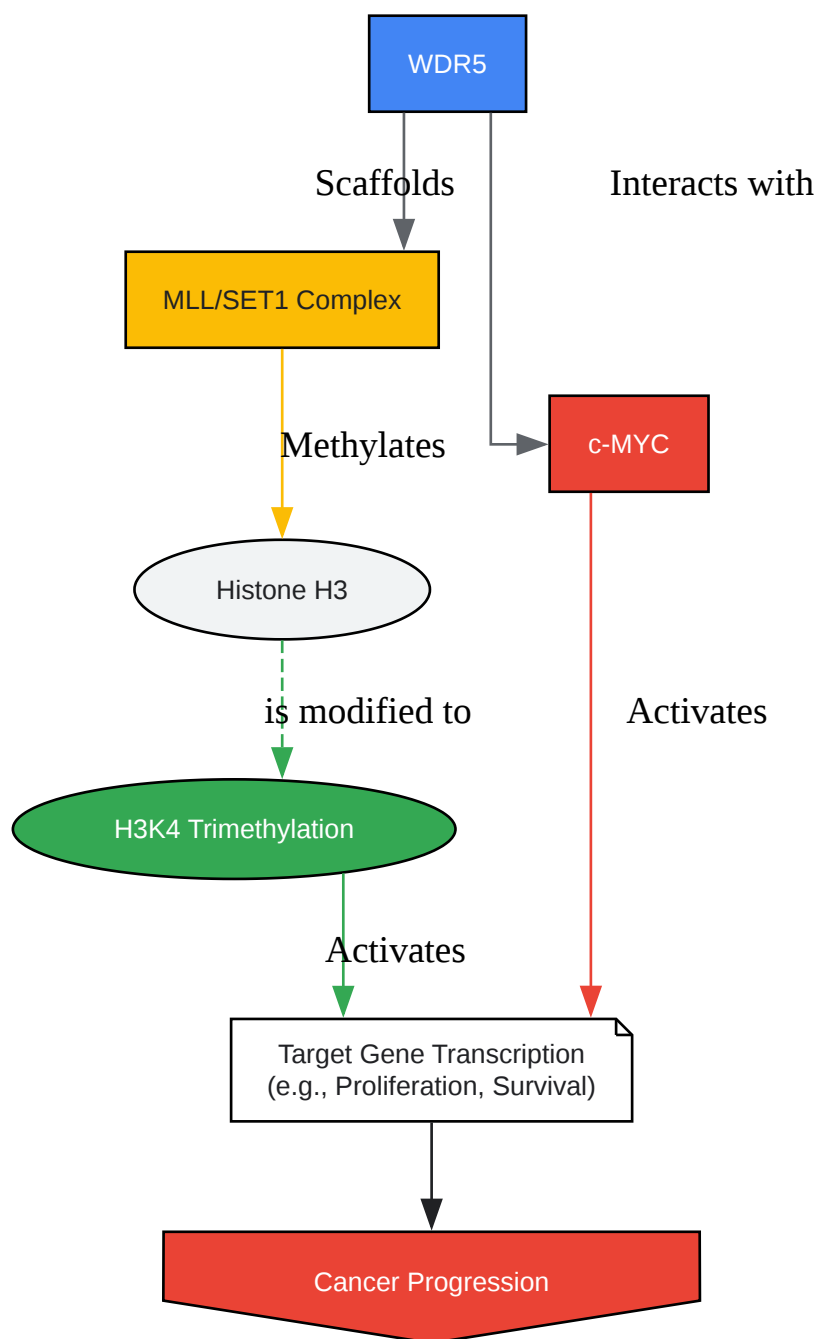 WDR5
Scaffolds
Interacts with
MLL/SET1 Complex
Methylates
c-MYC
Histone H3
is modified to
Activates
H3K4 Trimethylation
Activates
Target Gene Transcription
(e.g., Proliferation, Survival)
Cancer Progression